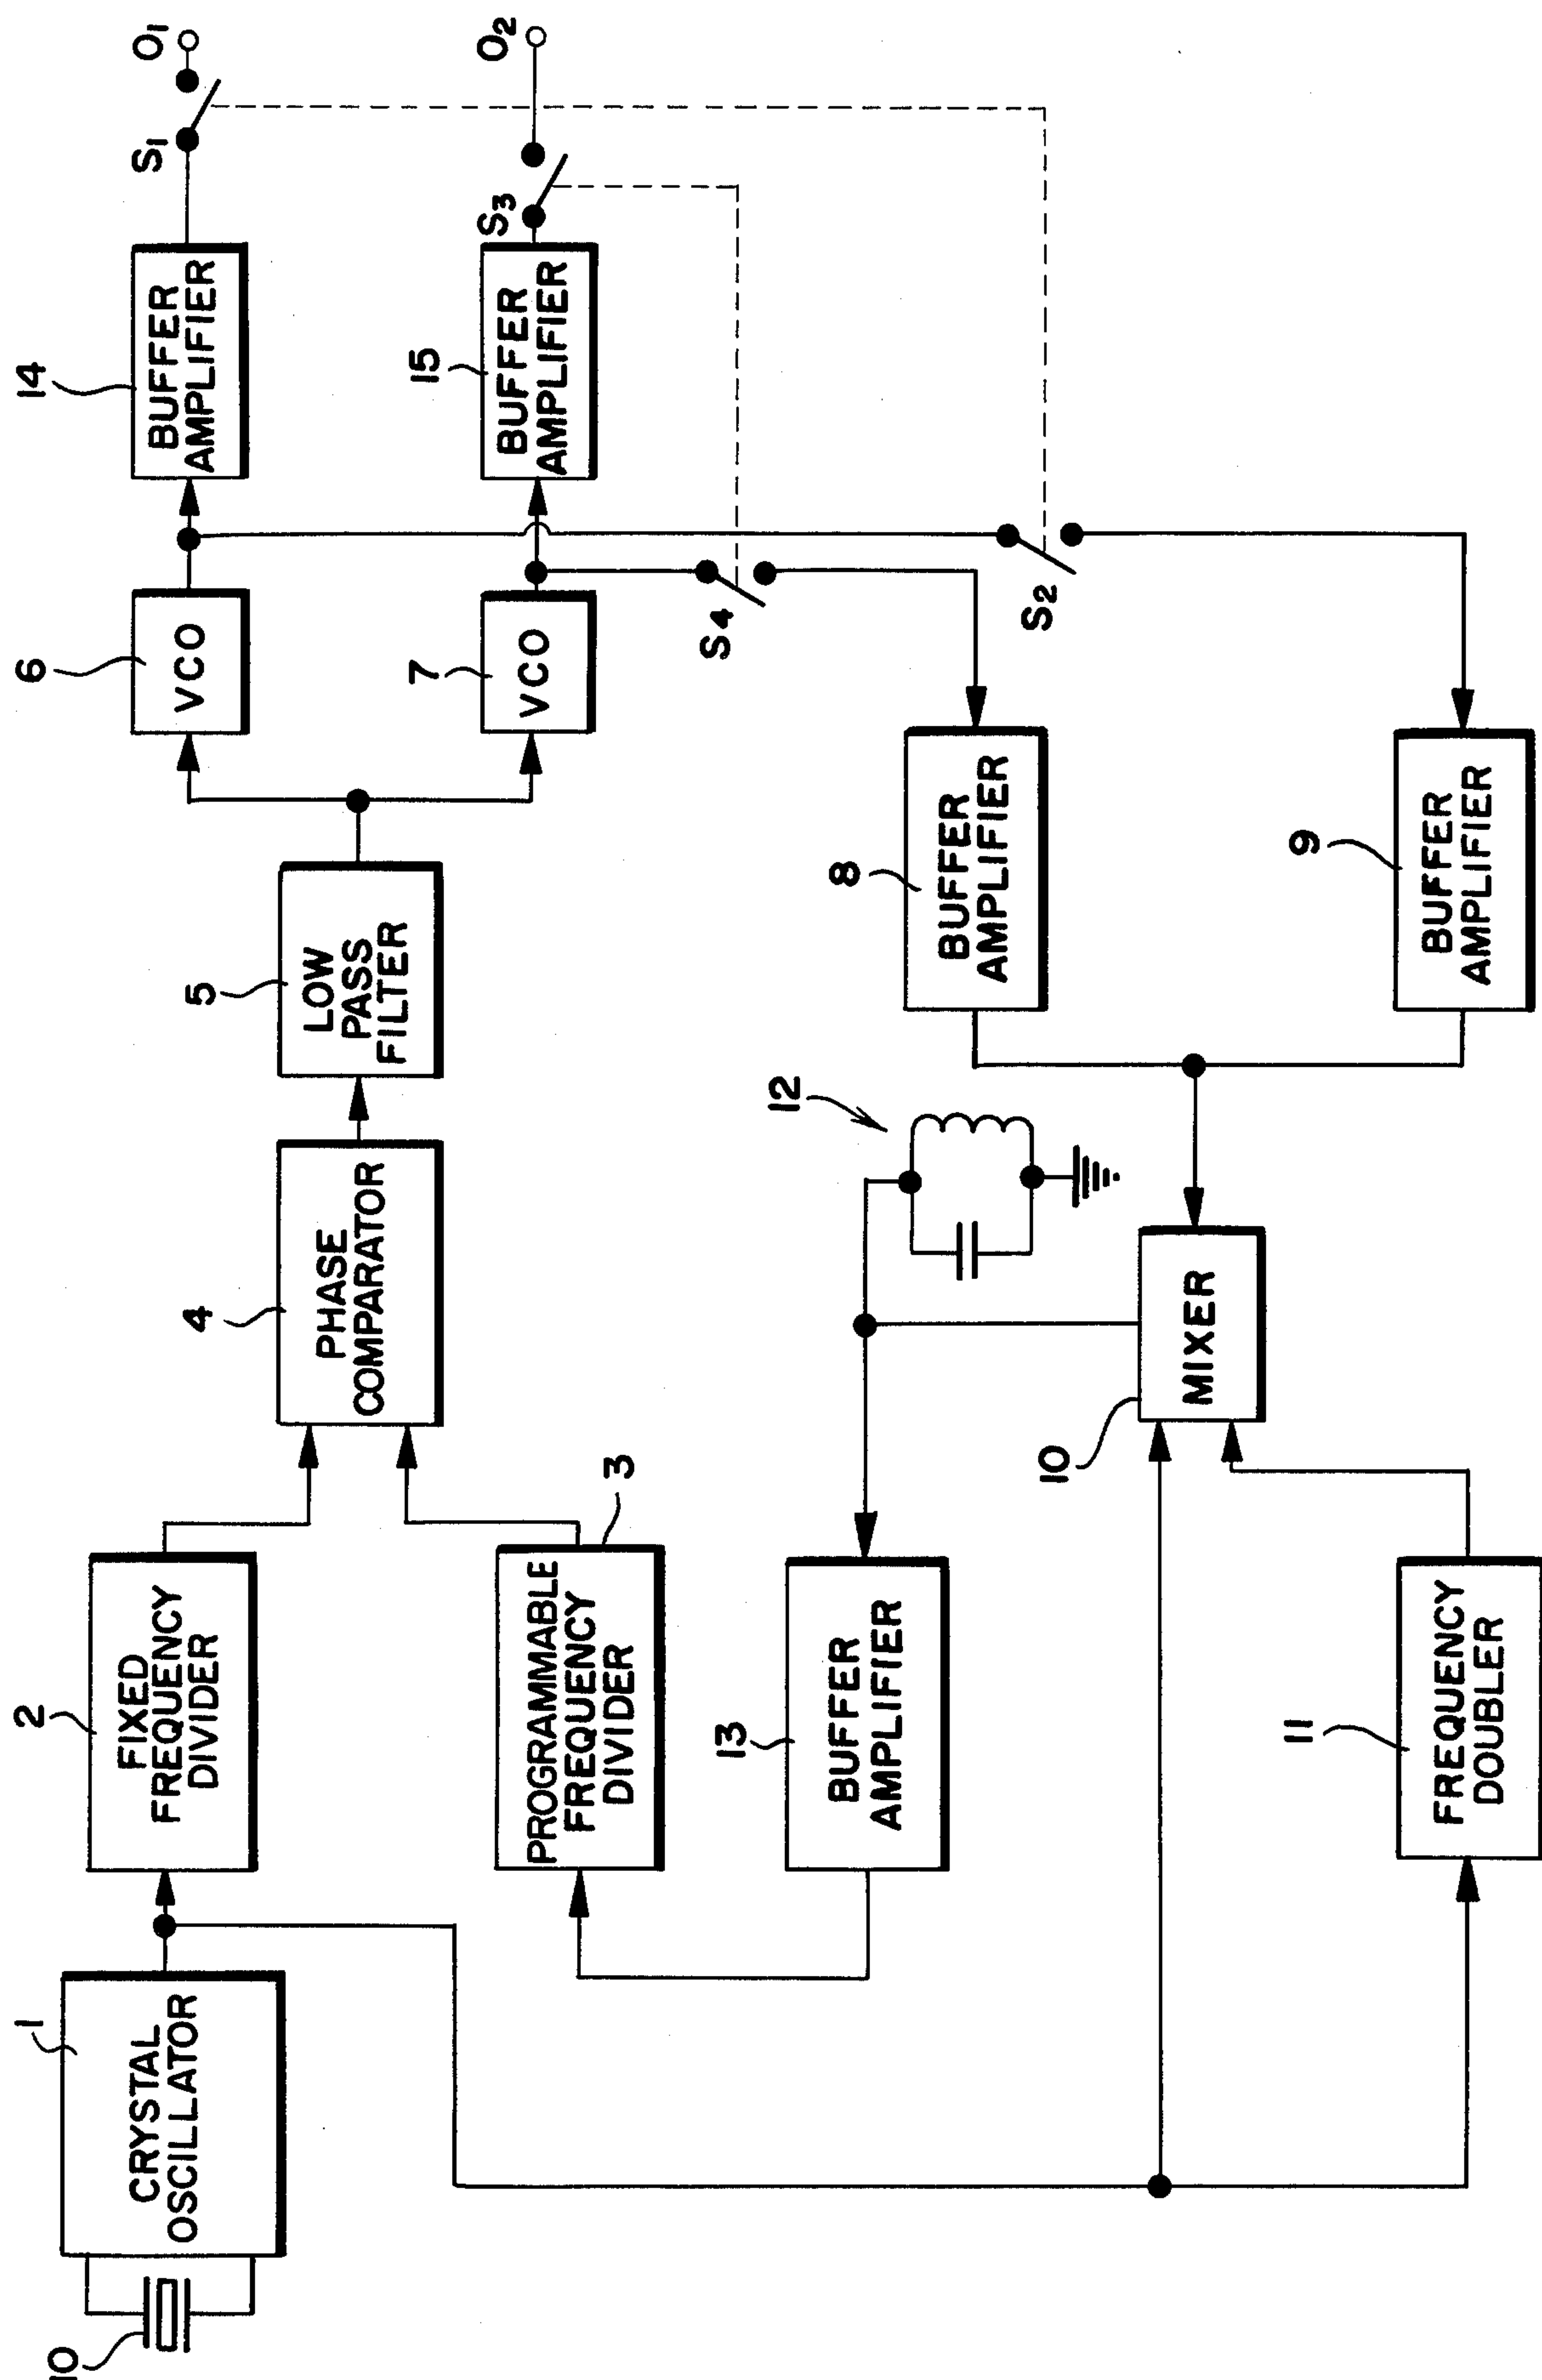 10
1
CRYSTAL
OSCILLATOR
2
FIXED
FREQUENCY
DIVIDER
3
PROGRAMMABLE
FREQUENCY
DIVIDER
4
PHASE
COMPARATOR
5
LOW
PASS
FILTER
6
VCO
7
VCO
14
BUFFER
AMPLIFIER
15
BUFFER
AMPLIFIER
S1
O1
S3
O2
S4
S2
8
BUFFER
AMPLIFIER
9
BUFFER
AMPLIFIER
12
10
MIXER
13
BUFFER
AMPLIFIER
11
FREQUENCY
DOUBLER